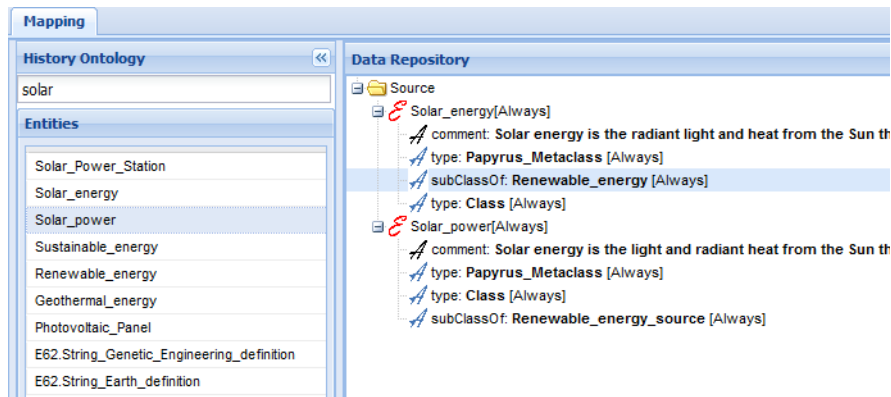 Mapping
History Ontology
solar
Entities
Solar_Power_Station
Solar_energy
Solar_power
Sustainable_energy
Renewable_energy
Geothermal_energy
Photovoltaic_Panel
E62.String_Genetic_Engineering_definition
E62.String_Earth_definition
Data Repository
Source
Solar_energy[Always]
comment: Solar energy is the radiant light and heat from the Sun th
type: Papyrus_Metaclass [Always]
subClassOf: Renewable_energy [Always]
type: Class [Always]
Solar_power[Always]
comment: Solar energy is the light and radiant heat from the Sun th
type: Papyrus_Metaclass [Always]
type: Class [Always]
subClassOf: Renewable_energy_source [Always]